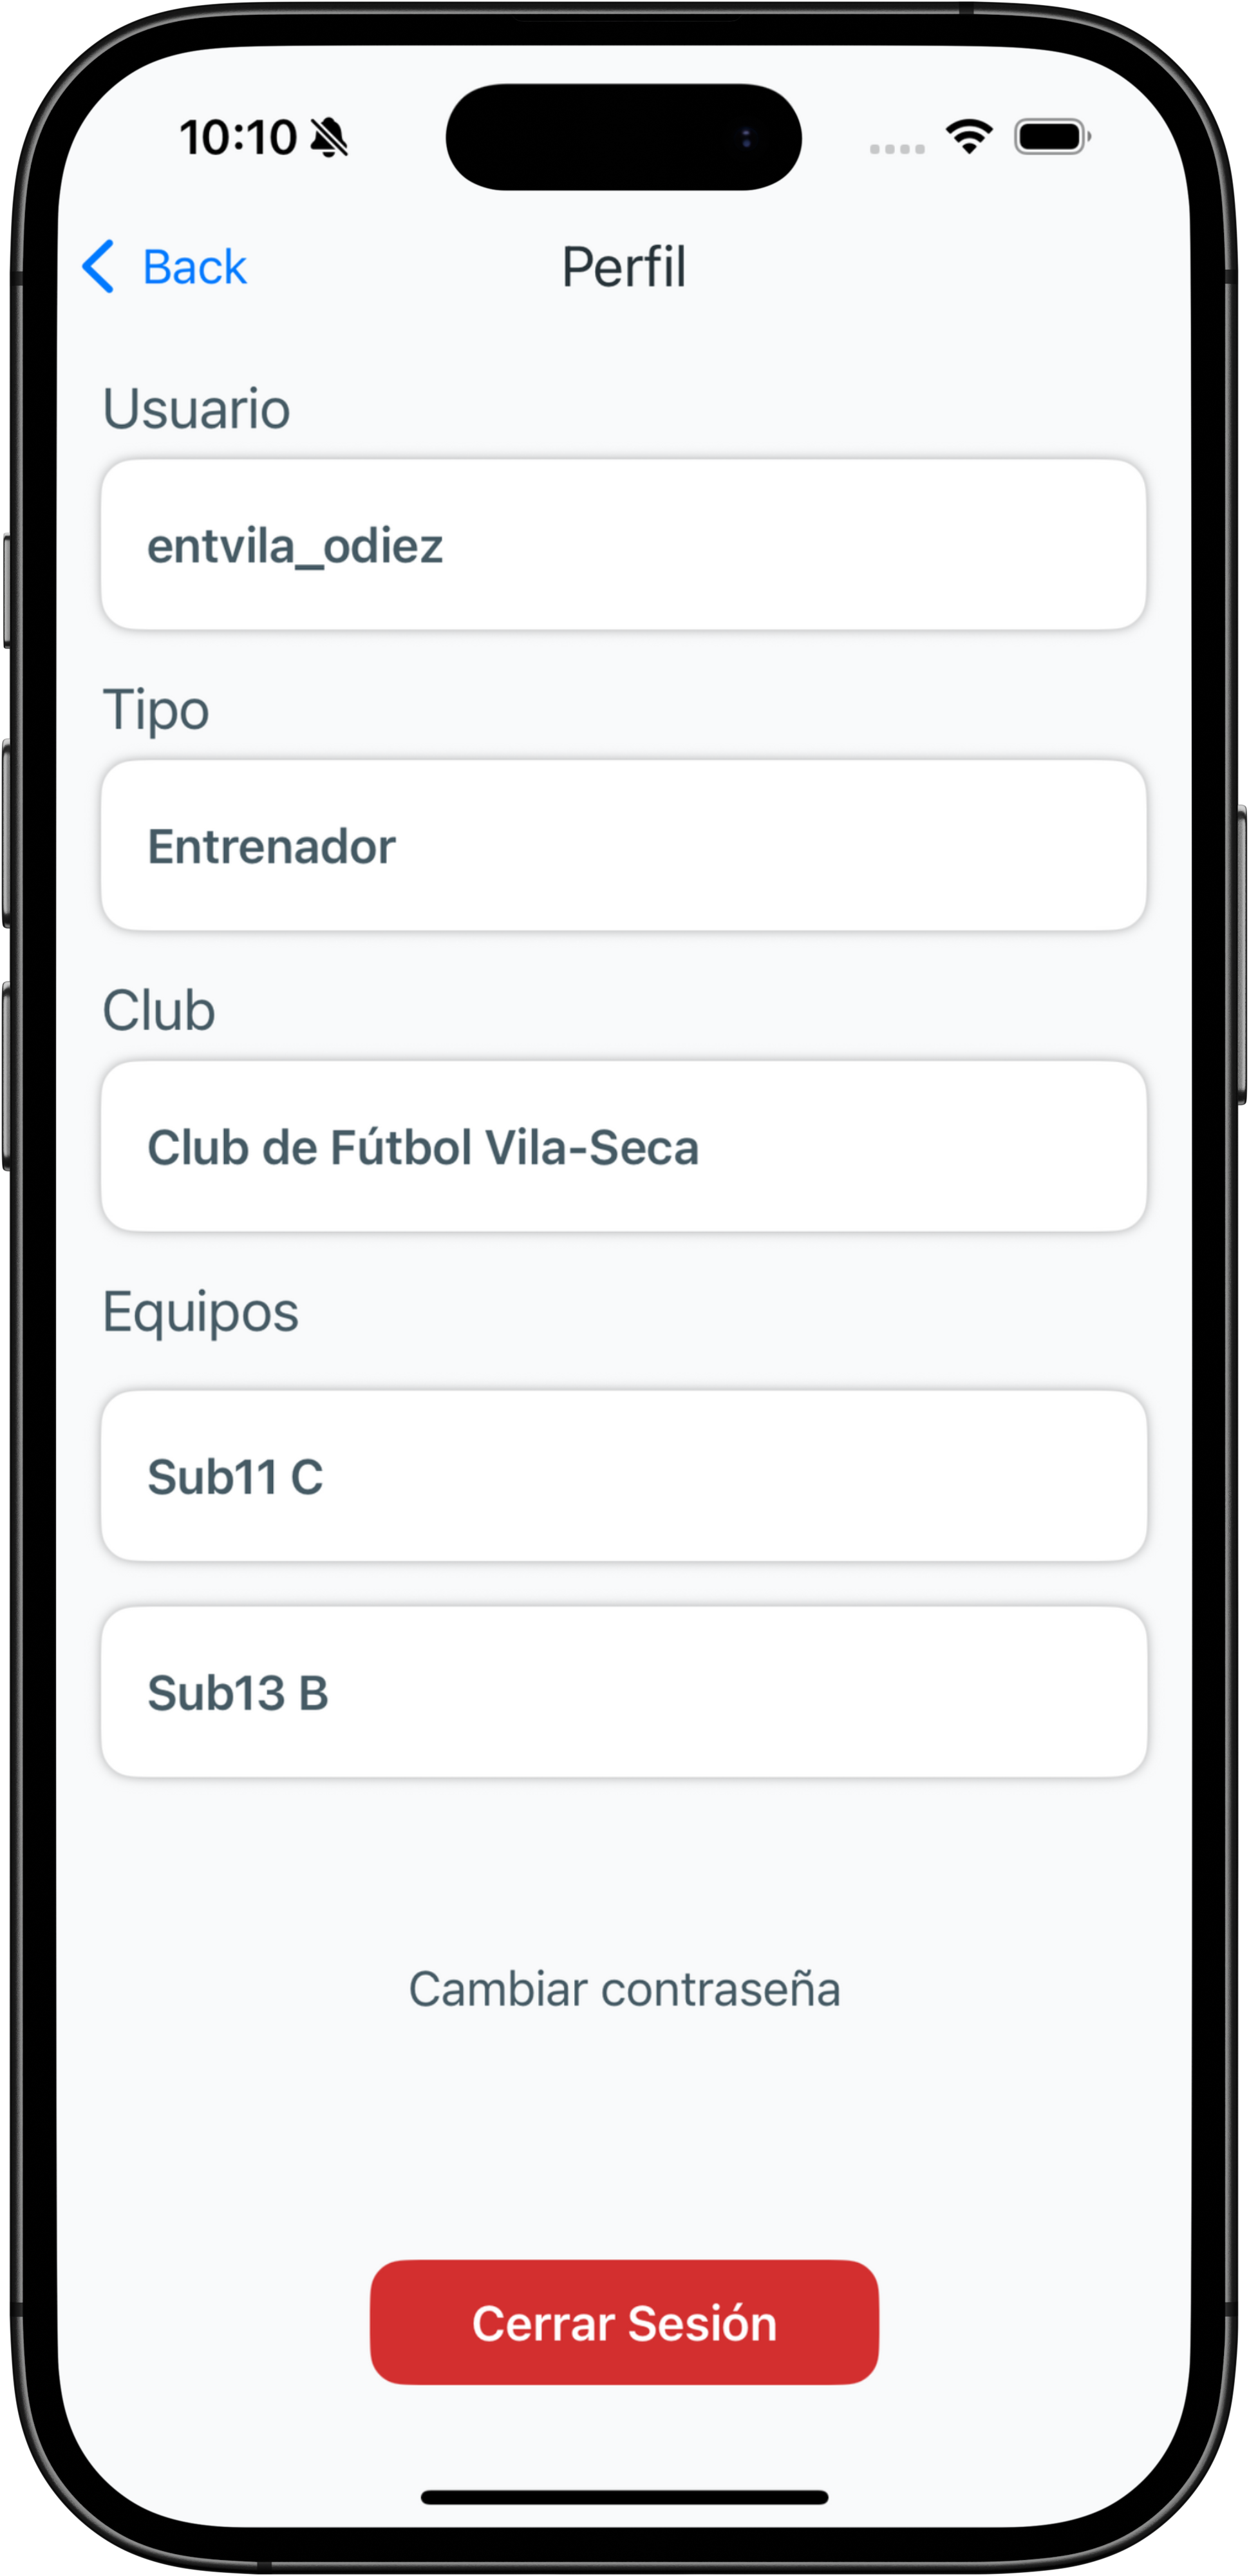 10:10
Back
Perfil
Usuario
entvila_odiez
Tipo
Entrenador
Club
Club de Fútbol Vila-Seca
Equipos
Sub11 C
Sub13 B
Cambiar contraseña
Cerrar Sesión